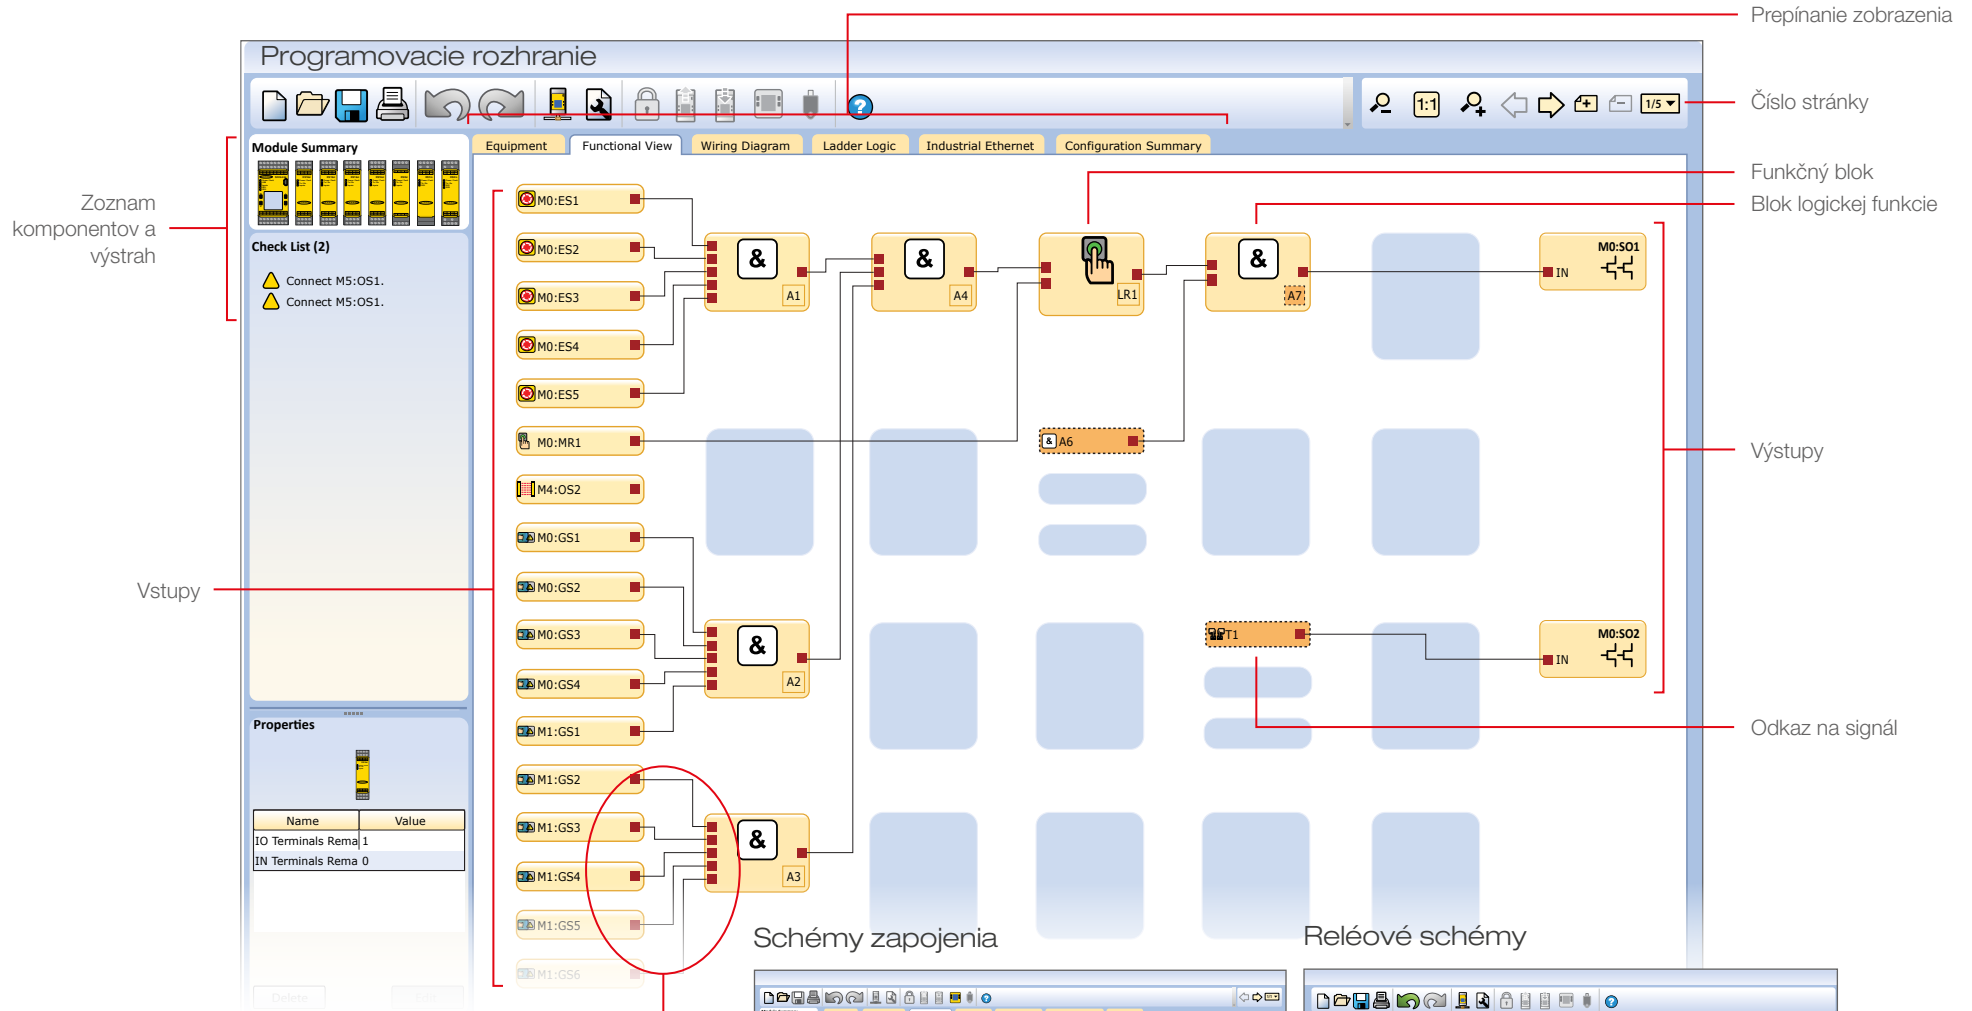 Prepínanie zobrazenia
Programovacie rozhranie
1:1
1/5
Číslo stránky
Module Summary
Equipment
Functional View
Wiring Diagram
Ladder Logic
Industrial Ethernet
Configuration Summary
Zoznam
komponentov a
výstrah
Check List (2)
Connect M5:OS1.
Connect M5:OS1.
Funkčný blok
Blok logickej funkcie
M0:ES1
M0:ES2
M0:ES3
M0:ES4
M0:ES5
M0:MR1
M4:OS2
M0:GS1
M0:GS2
M0:GS3
M0:GS4
M1:GS1
M1:GS2
M1:GS3
M1:GS4
M1:GS5
M1:GS6
&
A1
&
A4
LR1
&
A7
M0:SO1
IN
& A6
Výstupy
Vstupy
&
A2
T1
M0:SO2
IN
Odkaz na signál
&
A3
Properties
Name
Value
IO Terminals Rema 1
IN Terminals Rema 0
Delete
Edit
Schémy zapojenia
Reléové schémy